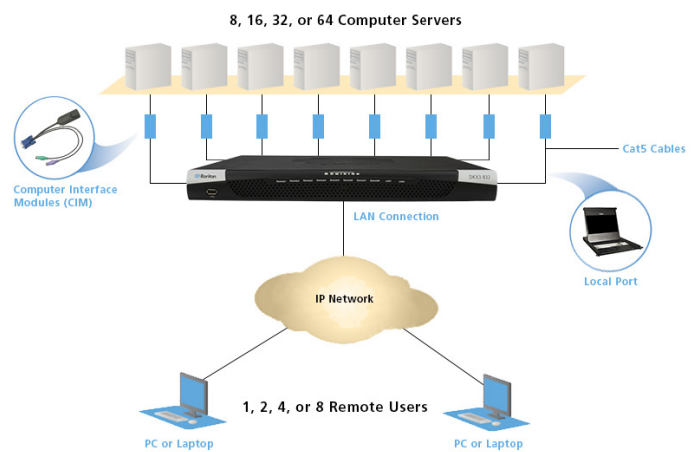 8, 16, 32, or 64 Computer Servers
Cat5 Cables
Computer Interface
Modules (CIM)
Raritan
DOMINION
LAN Connection
Local Port
IP Network
1, 2, 4, or 8 Remote Users
PC or Laptop
PC or Laptop